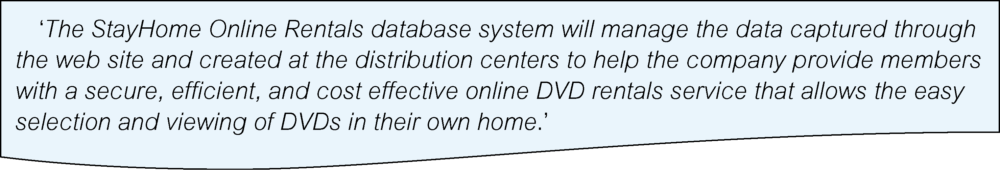 ‘The StayHome Online Rentals database system will manage the data captured through
the web site and created at the distribution centers to help the company provide members
with a secure, efficient, and cost effective online DVD rentals service that allows the easy
selection and viewing of DVDs in their own home.’